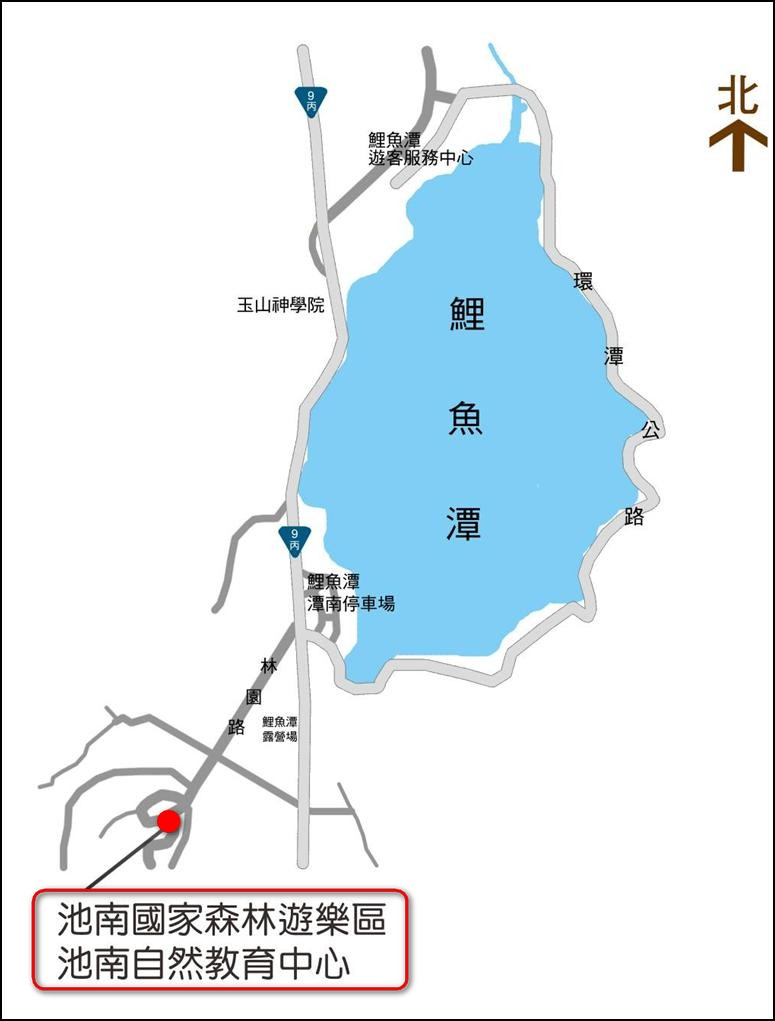 北
9
丙
鯉魚潭
遊客服務中心
玉山神學院
鯉魚潭
環潭公路
9
丙
鯉魚潭
潭南停車場
林園路
鯉魚潭
露營場
池南國家森林遊樂區
池南自然教育中心